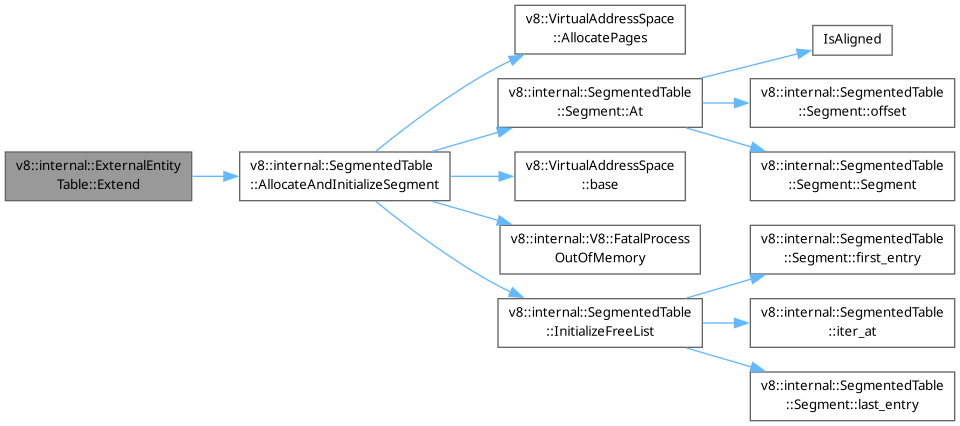 v8::internal::ExternalEntity
Table::Extend
v8::internal::SegmentedTable
::AllocateAndInitializeSegment
v8::VirtualAddressSpace
::AllocatePages
v8::internal::SegmentedTable
::Segment::At
IsAligned
v8::internal::SegmentedTable
::Segment::offset
v8::internal::SegmentedTable
::Segment::Segment
v8::VirtualAddressSpace
::base
v8::internal::V8::FatalProcess
OutOfMemory
v8::internal::SegmentedTable
::InitializeFreeList
v8::internal::SegmentedTable
::Segment::first_entry
v8::internal::SegmentedTable
::iter_at
v8::internal::SegmentedTable
::Segment::last_entry